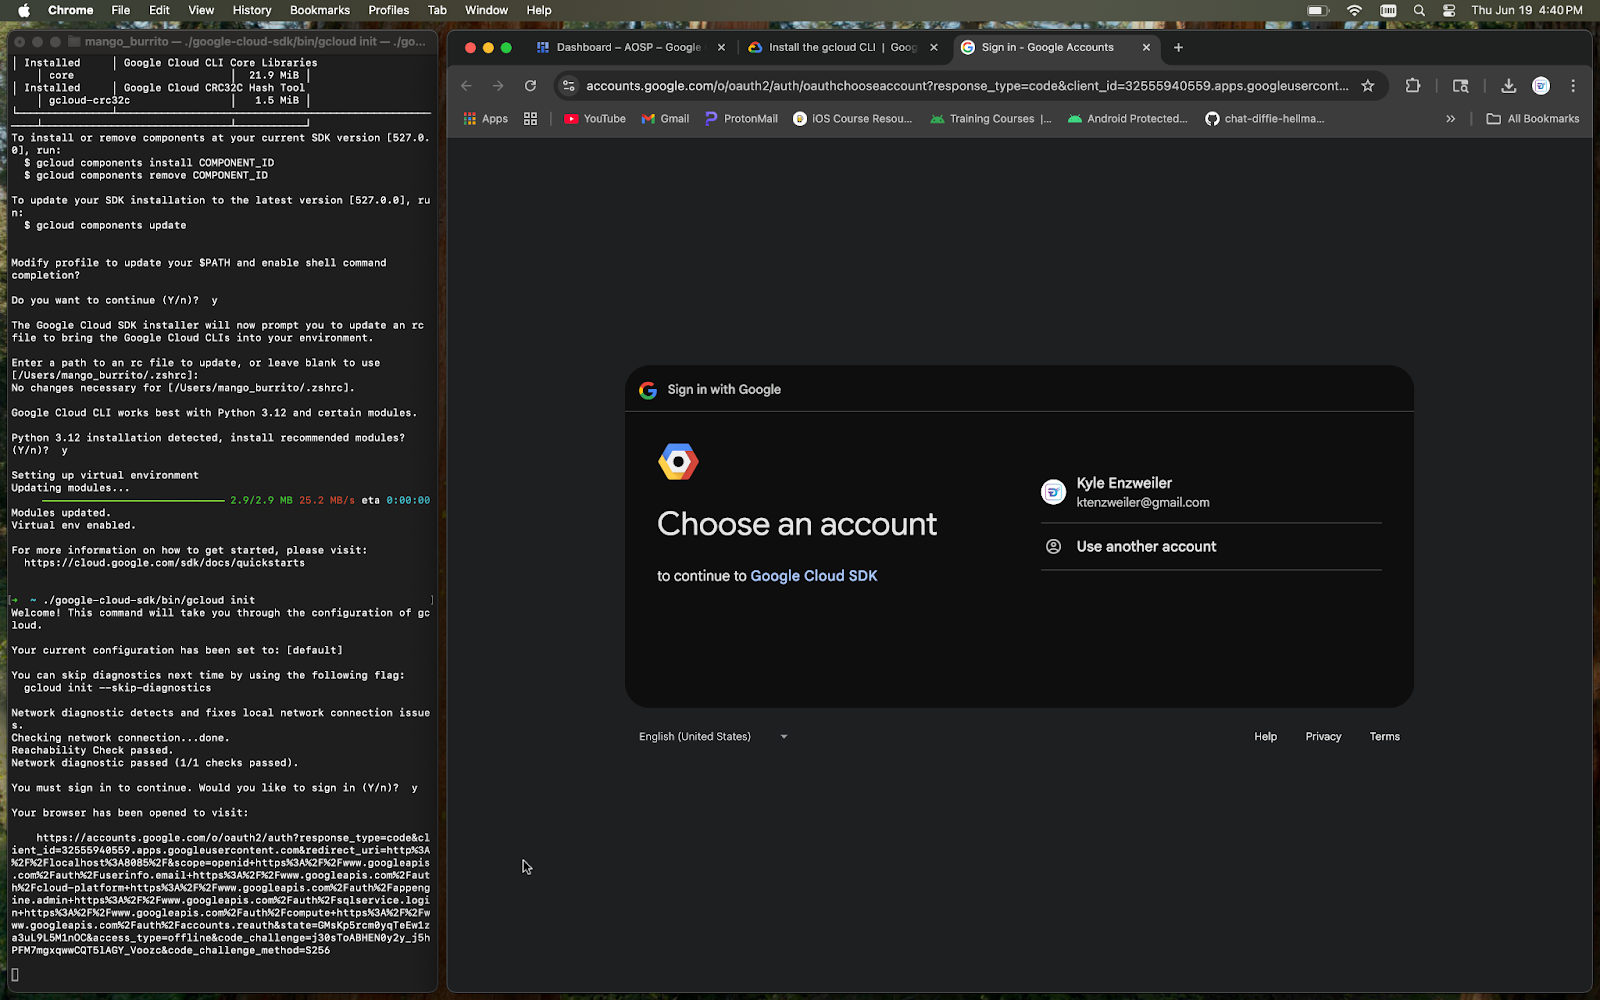 Chrome File Edit View History Bookmarks Profiles Tab Window Help Thu Jun 19 4:40 PM
mango_burrito — ./google-cloud-sdk/bin/gcloud init — ./go...
| Installed | Google Cloud CLI Core Libraries
| core | 21.9 MiB |
| Installed | Google Cloud CRC32C Hash Tool
| gcloud-crc32c | 1.5 MiB |
To install or remove components at your current SDK version [527.0.
0], run:
$ gcloud components install COMPONENT_ID
$ gcloud components remove COMPONENT_ID
To update your SDK installation to the latest version [527.0.0], ru
n:
$ gcloud components update
Modify profile to update your $PATH and enable shell command
completion?
Do you want to continue (Y/n)? y
The Google Cloud SDK installer will now prompt you to update an rc
file to bring the Google Cloud CLIs into your environment.
Enter a path to an rc file to update, or leave blank to use
[/Users/mango_burrito/.zshrc]:
No changes necessary for [/Users/mango_burrito/.zshrc].
Google Cloud CLI works best with Python 3.12 and certain modules.
Python 3.12 installation detected, install recommended modules?
(Y/n)? y
Setting up virtual environment
Updating modules...
2.9/2.9 MB 25.2 MB/s eta 0:00:00
Modules updated.
Virtual env enabled.
For more information on how to get started, please visit:
https://cloud.google.com/sdk/docs/quickstarts
[➜ ~ ./google-cloud-sdk/bin/gcloud init ]
Welcome! This command will take you through the configuration of gc
loud.
Your current configuration has been set to: [default]
You can skip diagnostics next time by using the following flag:
gcloud init --skip-diagnostics
Network diagnostic detects and fixes local network connection issue
s.
Checking network connection...done.
Reachability Check passed.
Network diagnostic passed (1/1 checks passed).
You must sign in to continue. Would you like to sign in (Y/n)? y
Your browser has been opened to visit:
https://accounts.google.com/o/oauth2/auth?response_type=code&cl
ient_id=32555940559.apps.googleusercontent.com&redirect_uri=http%3A
%2F%2Flocalhost%3A8085%2F&scope=openid+https%3A%2F%2Fwww.googleapis
.com%2Fauth%2Fuserinfo.email+https%3A%2F%2Fwww.googleapis.com%2Faut
h%2Fcloud-platform+https%3A%2F%2Fwww.googleapis.com%2Fauth%2Fappeng
ine.admin+https%3A%2F%2Fwww.googleapis.com%2Fauth%2Fsqlservice.logi
n+https%3A%2F%2Fwww.googleapis.com%2Fauth%2Fcompute+https%3A%2F%2Fw
ww.googleapis.com%2Fauth%2Faccounts.reauth&state=GMsKp5rcm0yqTeEw1z
a3uL9L5M1nOC&access_type=offline&code_challenge=j30sToABHEN0y2y_j5h
PFM7mgxqwwCQT5lAGY_Voozc&code_challenge_method=S256
Dashboard – AOSP – Google Install the gcloud CLI | Goog Sign in - Google Accounts
accounts.google.com/o/oauth2/auth/oauthchooseaccount?response_type=code&client_id=32555940559.apps.googleusercont...
Apps YouTube Gmail ProtonMail iOS Course Resou... Training Courses |... Android Protected... chat-diffie-hellma... » All Bookmarks
Sign in with Google
Choose an account
to continue to Google Cloud SDK
Kyle Enzweiler
ktenzweiler@gmail.com
Use another account
English (United States) Help Privacy Terms